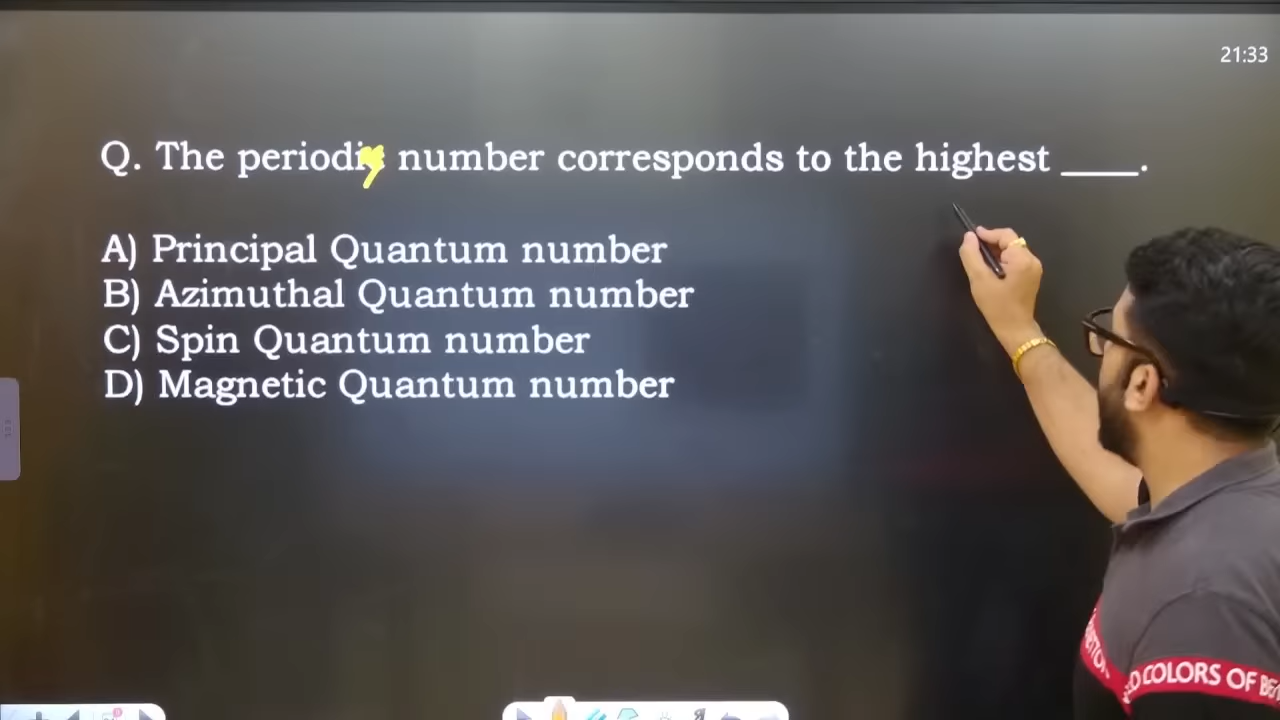 21:33
Q. The periodic number corresponds to the highest ____.
A) Principal Quantum number
B) Azimuthal Quantum number
C) Spin Quantum number
D) Magnetic Quantum number
D COLORS OF BE